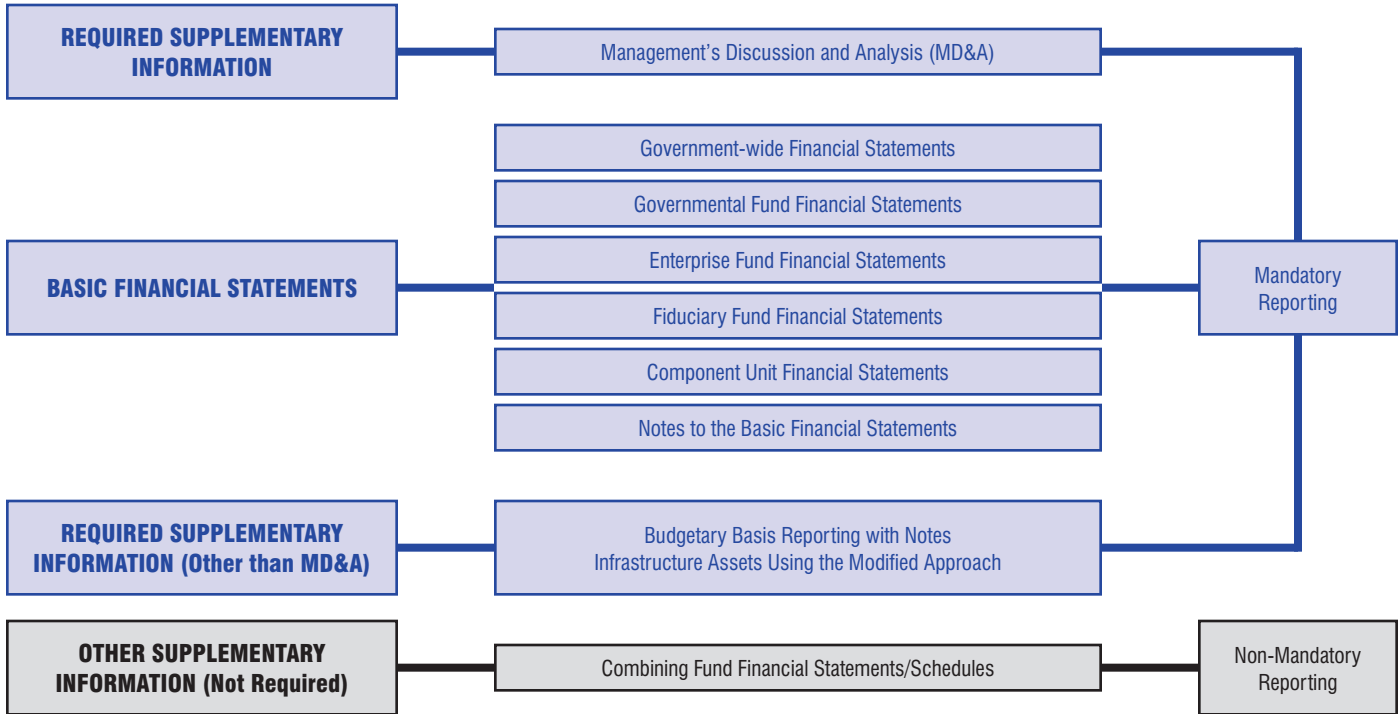 REQUIRED SUPPLEMENTARY
INFORMATION
Management’s Discussion and Analysis (MD&A)
Government-wide Financial Statements
Governmental Fund Financial Statements
BASIC FINANCIAL STATEMENTS
Enterprise Fund Financial Statements
Fiduciary Fund Financial Statements
Component Unit Financial Statements
Notes to the Basic Financial Statements
Mandatory
Reporting
REQUIRED SUPPLEMENTARY
INFORMATION (Other than MD&A)
Budgetary Basis Reporting with Notes
Infrastructure Assets Using the Modified Approach
OTHER SUPPLEMENTARY
INFORMATION (Not Required)
Combining Fund Financial Statements/Schedules
Non-Mandatory
Reporting